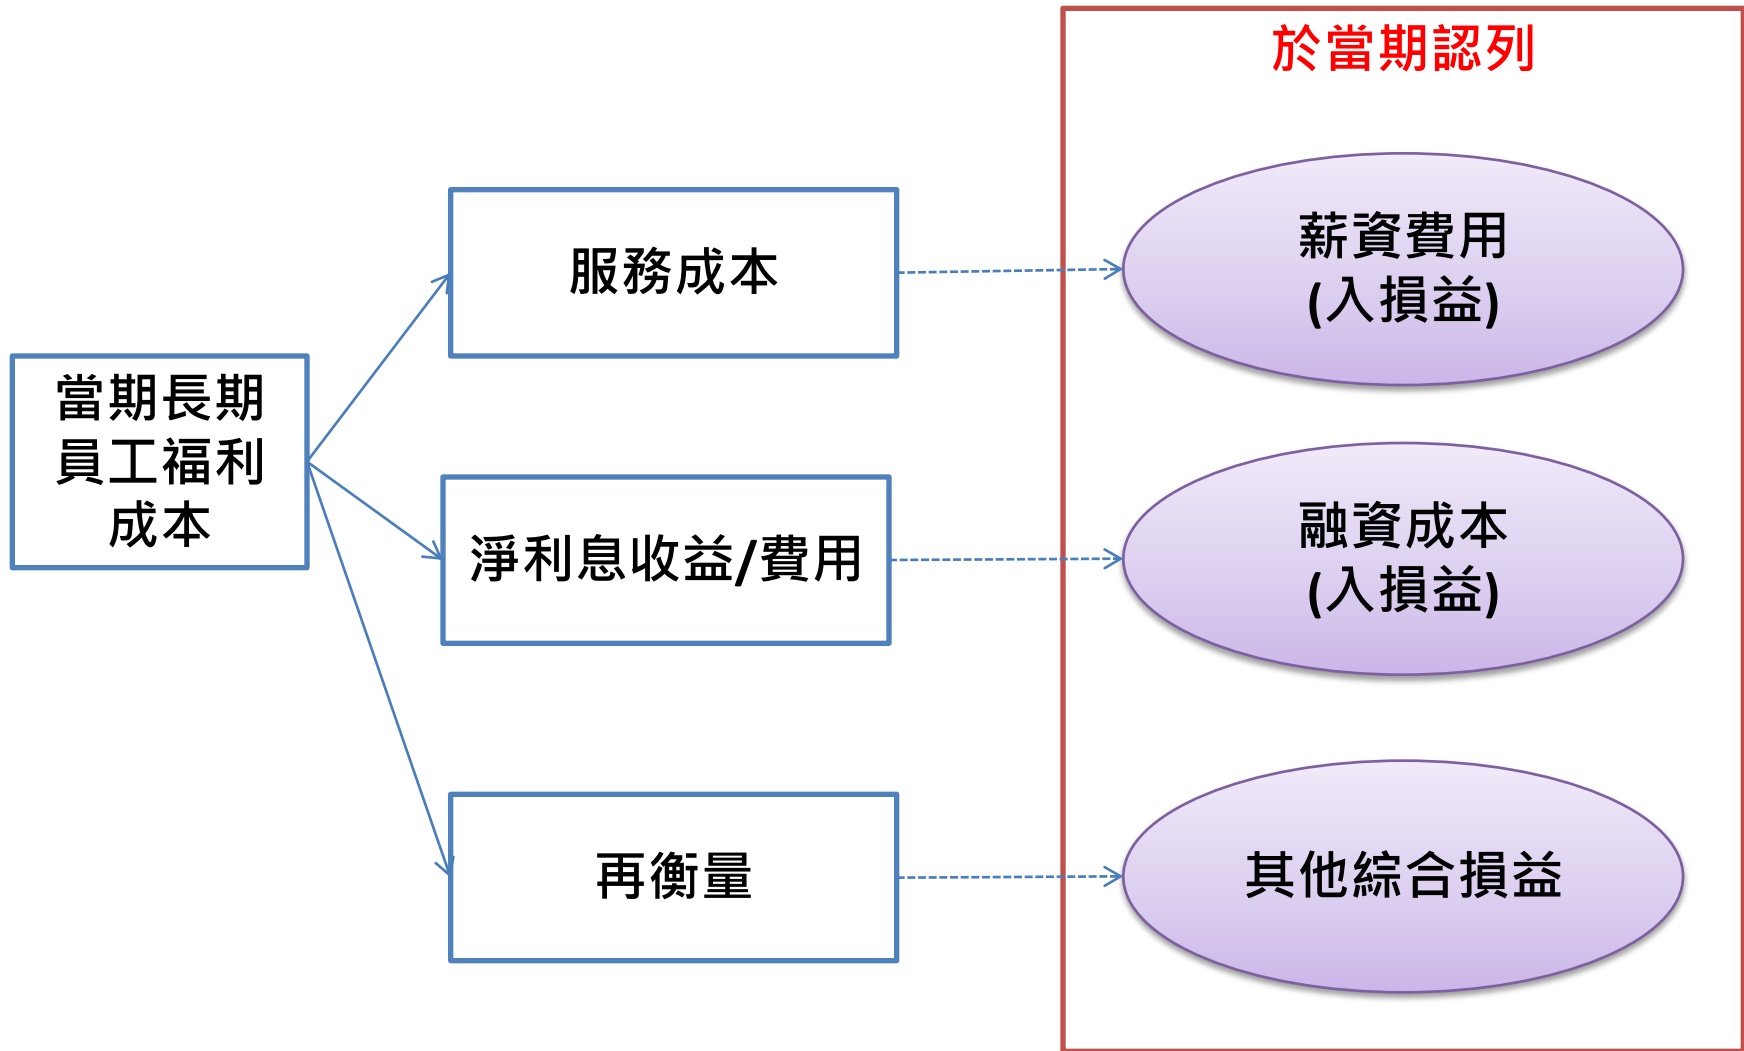 於當期認列
服務成本
薪資費用
(入損益)
當期長期
員工福利
成本
淨利息收益/費用
融資成本
(入損益)
再衡量
其他綜合損益